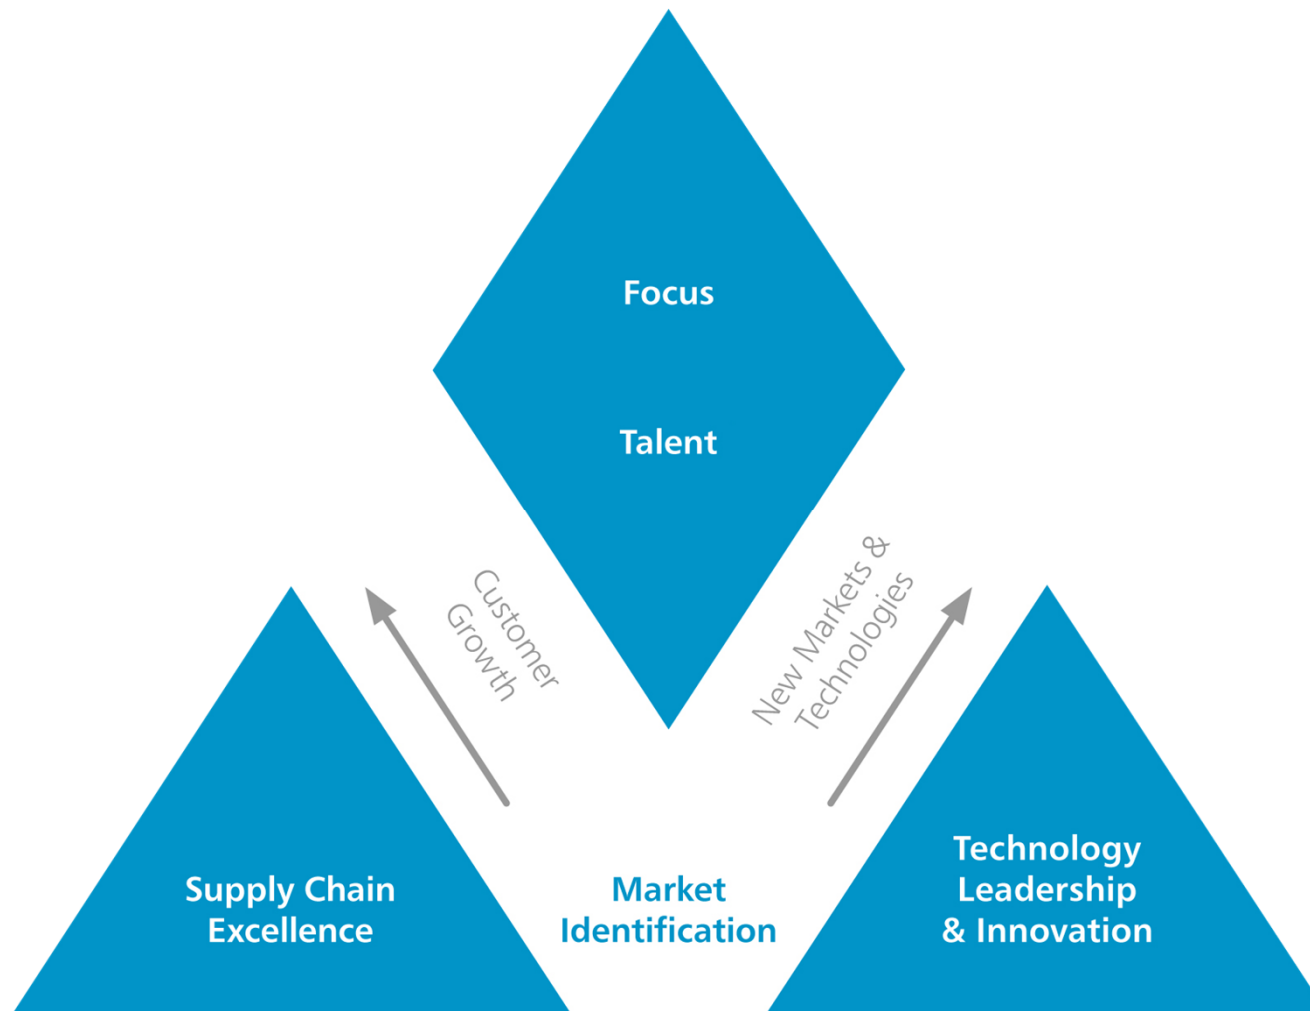 Focus
Talent
Customer
Growth
New Markets &
Technologies
Supply Chain
Excellence
Market
Identification
Technology
Leadership
& Innovation